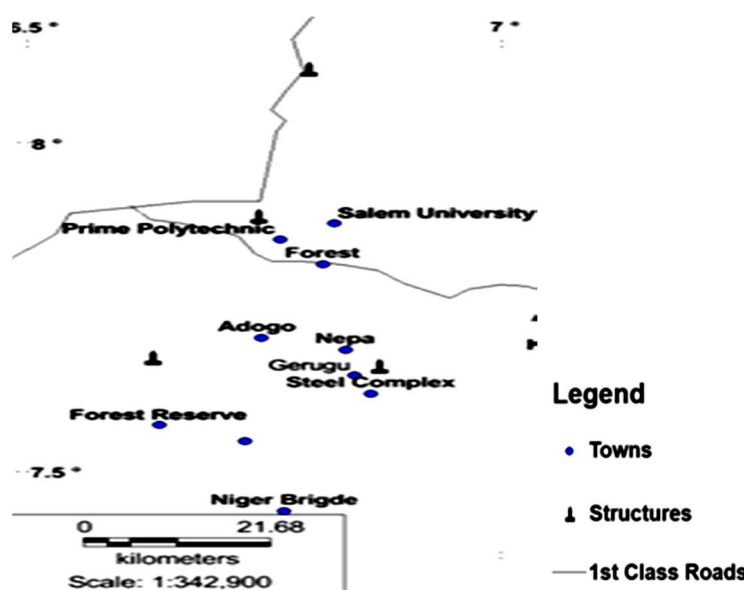 6.5 °
7 °
8 °
Salem University
Prime Polytechnic
Forest
Adogo
Nepa
Gerugu
Steel Complex
Legend
Forest Reserve
Towns
7.5 °
Niger Brigde
Structures
0 21.68
kilometers
1st Class Roads
Scale: 1:342,900